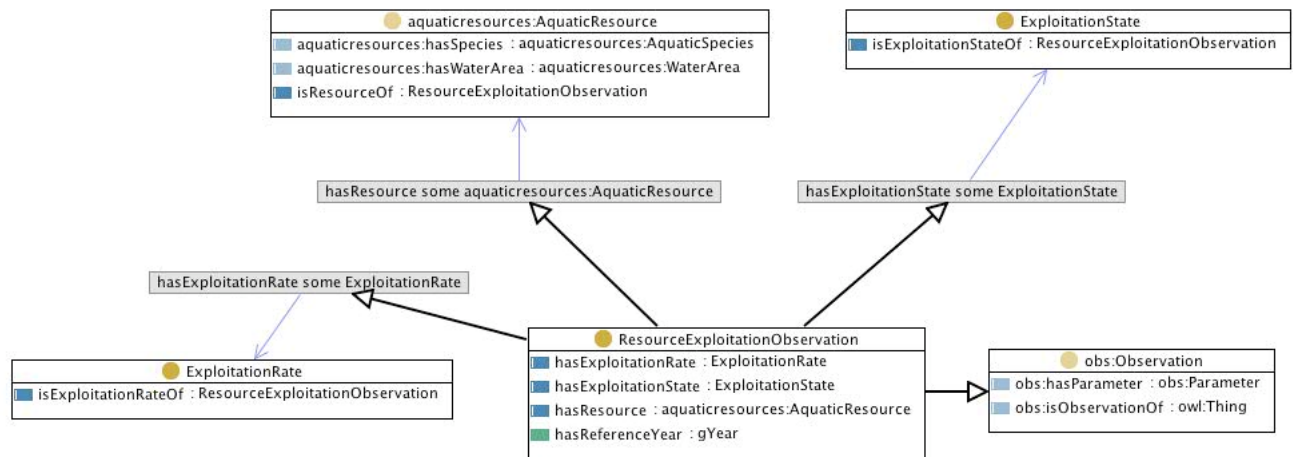 aquaticresources:AquaticResource
aquaticresources:hasSpecies : aquaticresources:AquaticSpecies
aquaticresources:hasWaterArea : aquaticresources:WaterArea
isResourceOf : ResourceExploitationObservation
ExploitationState
isExploitationStateOf : ResourceExploitationObservation
hasResource some aquaticresources:AquaticResource
hasExploitationState some ExploitationState
hasExploitationRate some ExploitationRate
ExploitationRate
isExploitationRateOf : ResourceExploitationObservation
ResourceExploitationObservation
hasExploitationRate : ExploitationRate
hasExploitationState : ExploitationState
hasResource : aquaticresources:AquaticResource
hasReferenceYear : gYear
obs:Observation
obs:hasParameter : obs:Parameter
obs:isObservationOf : owl:Thing